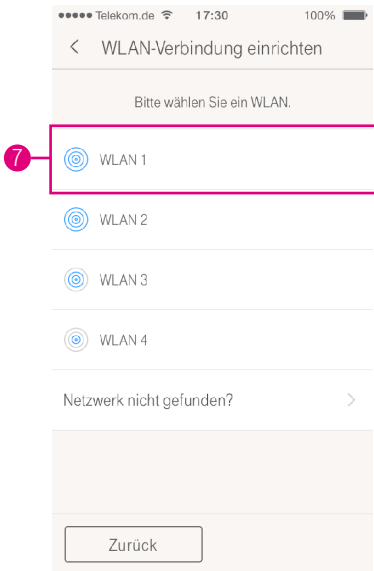 Telekom.de 17:30 100%
WLAN-Verbindung einrichten
Bitte wählen Sie ein WLAN.
7
WLAN 1
WLAN 2
WLAN 3
WLAN 4
Netzwerk nicht gefunden?
Zurück